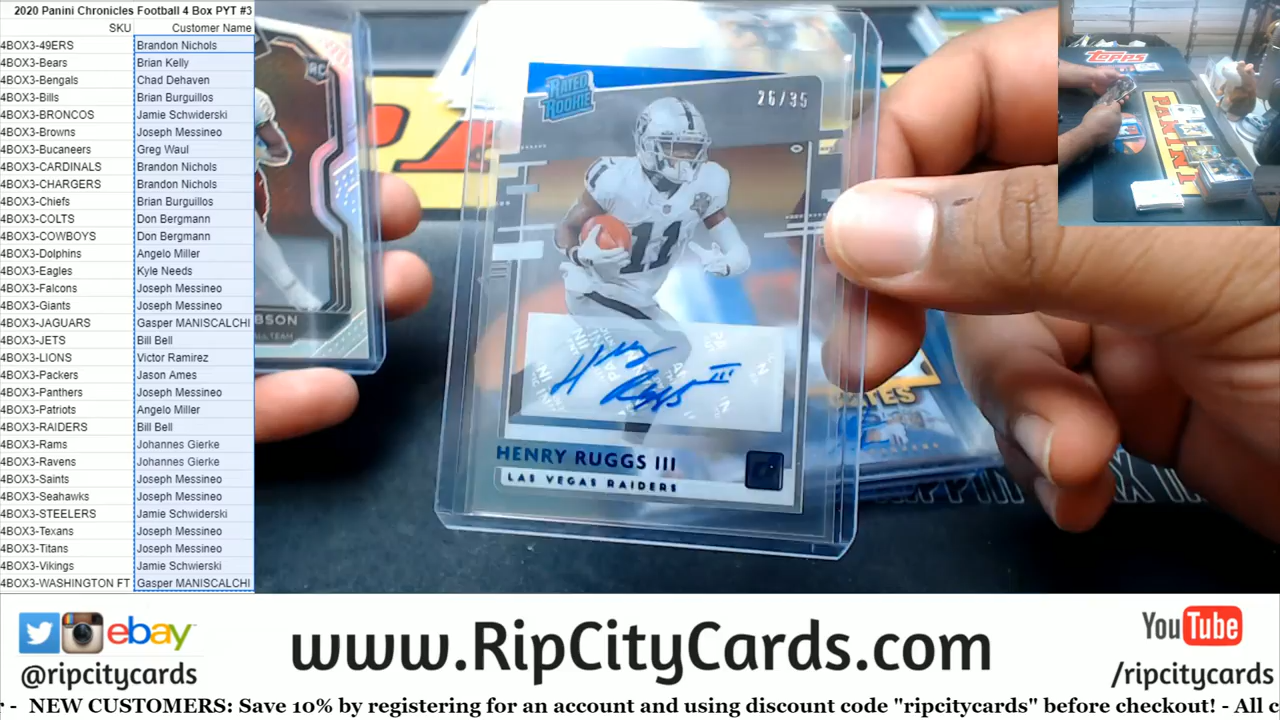 2020 Panini Chronicles Football 4 Box PYT #3
SKU Customer Name
4BOX3-49ERS Brandon Nichols
4BOX3-Bears Brian Kelly
4BOX3-Bengals Chad Dehaven
4BOX3-Bills Brian Burguillos
4BOX3-BRONCOS Jamie Schwiderski
4BOX3-Browns Joseph Messineo
4BOX3-Bucaneers Greg Waul
4BOX3-CARDINALS Brandon Nichols
4BOX3-CHARGERS Brandon Nichols
4BOX3-Chiefs Brian Burguillos
4BOX3-COLTS Don Bergmann
4BOX3-COWBOYS Don Bergmann
4BOX3-Dolphins Angelo Miller
4BOX3-Eagles Kyle Needs
4BOX3-Falcons Joseph Messineo
4BOX3-Giants Joseph Messineo
4BOX3-JAGUARS Gasper MANISCALCHI
4BOX3-JETS Bill Bell
4BOX3-LIONS Victor Ramirez
4BOX3-Packers Jason Ames
4BOX3-Panthers Joseph Messineo
4BOX3-Patriots Angelo Miller
4BOX3-RAIDERS Bill Bell
4BOX3-Rams Johannes Gierke
4BOX3-Ravens Johannes Gierke
4BOX3-Saints Joseph Messineo
4BOX3-Seahawks Joseph Messineo
4BOX3-STEELERS Jamie Schwiderski
4BOX3-Texans Joseph Messineo
4BOX3-Titans Joseph Messineo
4BOX3-Vikings Jamie Schwierski
4BOX3-WASHINGTON FT Gasper MANISCALCHI
RC
BSON
RATED ROOKIE
26/35
11
11
Henry Ruggs III
HENRY RUGGS III
LAS VEGAS RAIDERS
Topps
PANINI
ebay
@ripcitycards
www.RipCityCards.com
YouTube
/ripcitycards
- NEW CUSTOMERS: Save 10% by registering for an account and using discount code "ripcitycards" before checkout! - All